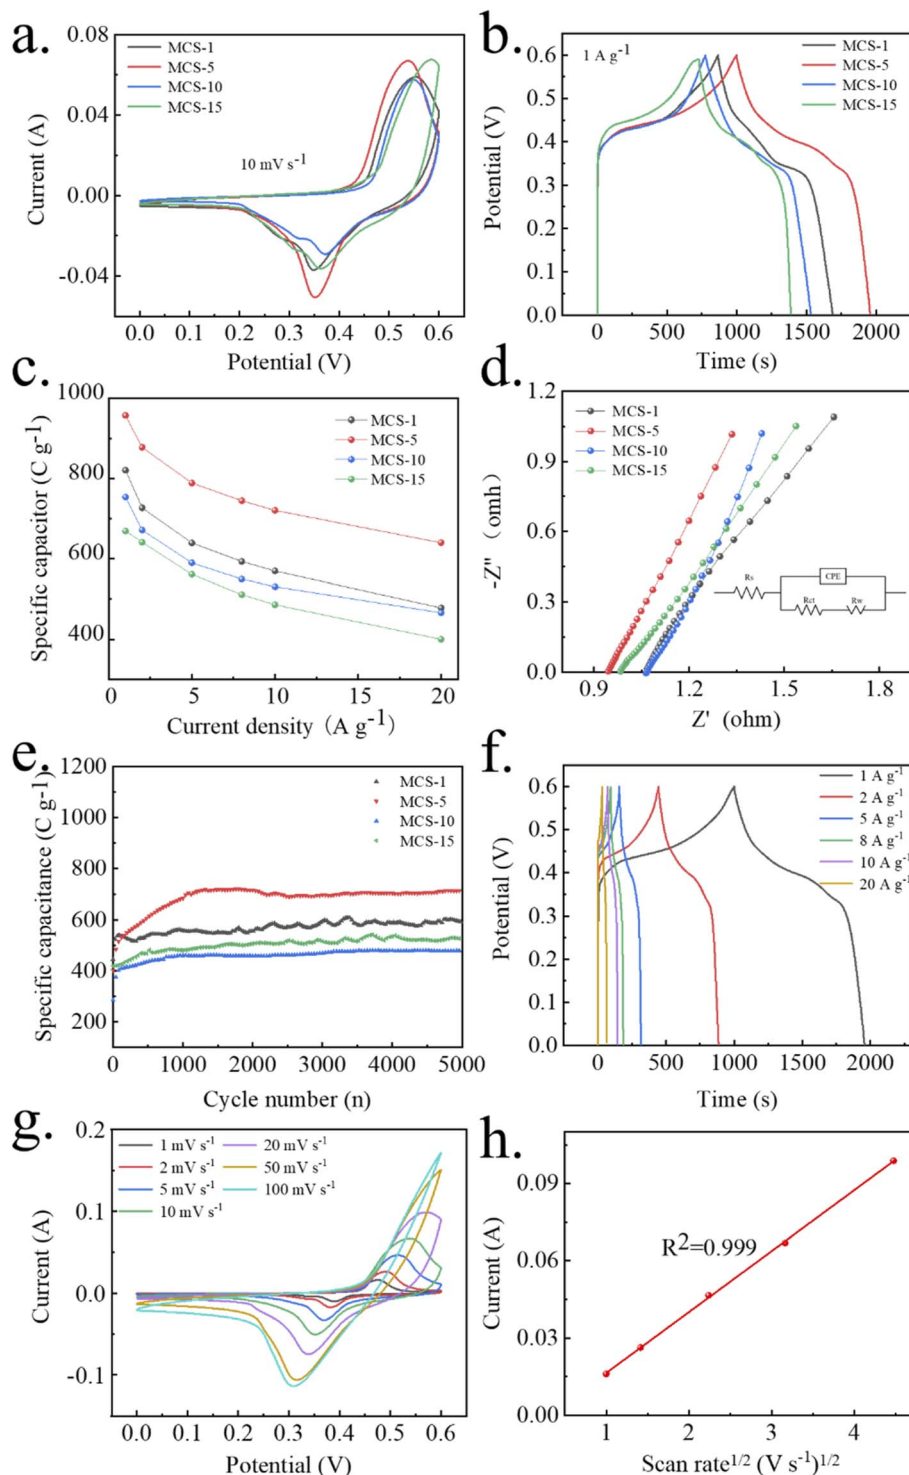 a.
0.08
0.04
0.00
-0.04
Current (A)
MCS-1
MCS-5
MCS-10
MCS-15
10 mV s-1
0.0 0.1 0.2 0.3 0.4 0.5 0.6
Potential (V)
b.
0.6
0.5
0.4
0.3
0.2
0.1
0.0
Potential (V)
1 A g-1
MCS-1
MCS-5
MCS-10
MCS-15
0 500 1000 1500 2000
Time (s)
c.
1000
800
600
400
Specific capacitor (C g-1)
MCS-1
MCS-5
MCS-10
MCS-15
0 5 10 15 20
Current density (A g-1)
d.
1.2
0.9
0.6
0.3
0.0
-Z'' (omh)
MCS-1
MCS-5
MCS-10
MCS-15
Rs
CPE
Rct
Rw
0.9 1.2 1.5 1.8
Z' (ohm)
e.
1200
1000
800
600
400
200
Specific capacitance (C g-1)
MCS-1
MCS-5
MCS-10
MCS-15
0 1000 2000 3000 4000 5000
Cycle number (n)
f.
0.6
0.5
0.4
0.3
0.2
0.1
0.0
Potential (V)
1 A g-1
2 A g-1
5 A g-1
8 A g-1
10 A g-1
20 A g-1
0 500 1000 1500 2000
Time (s)
g.
0.2
0.1
0.0
-0.1
Current (A)
1 mV s-1
2 mV s-1
5 mV s-1
10 mV s-1
20 mV s-1
50 mV s-1
100 mV s-1
0.0 0.1 0.2 0.3 0.4 0.5 0.6
Potential (V)
h.
0.09
0.06
0.03
0.00
Current (A)
R2=0.999
1 2 3 4
Scan rate1/2 (V s-1)1/2